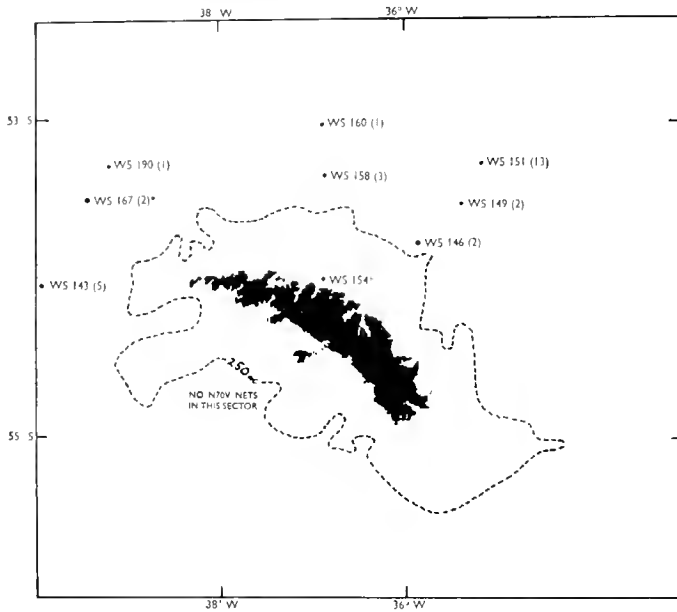 38° W 36° W
53 S
WS 160 (1)
WS 190 (1)
WS 151 (13)
WS 158 (3)
WS 167 (2)*
WS 149 (2)
WS 146 (2)
WS 143 (5)
WS 154
250
NO N70V NETS
IN THIS SECTOR
55 S
38° W 36° W